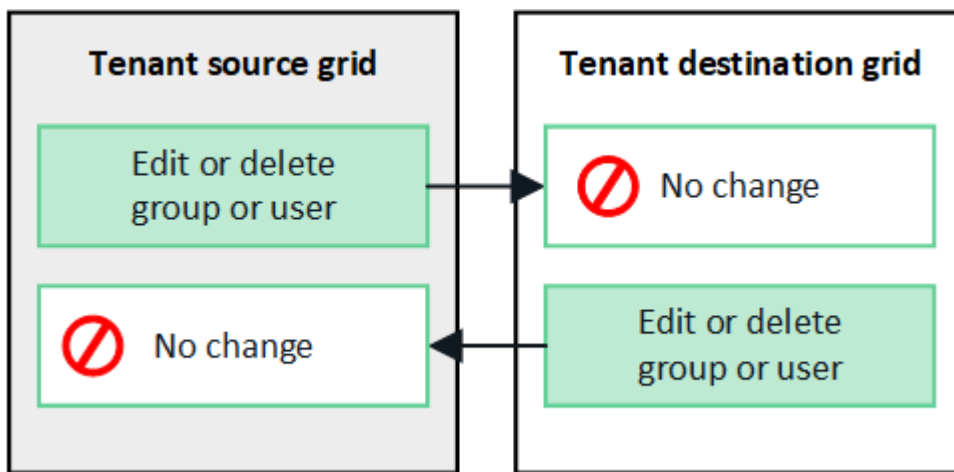 Tenant source grid
Edit or delete
group or user
No change
Tenant destination grid
No change
Edit or delete
group or user